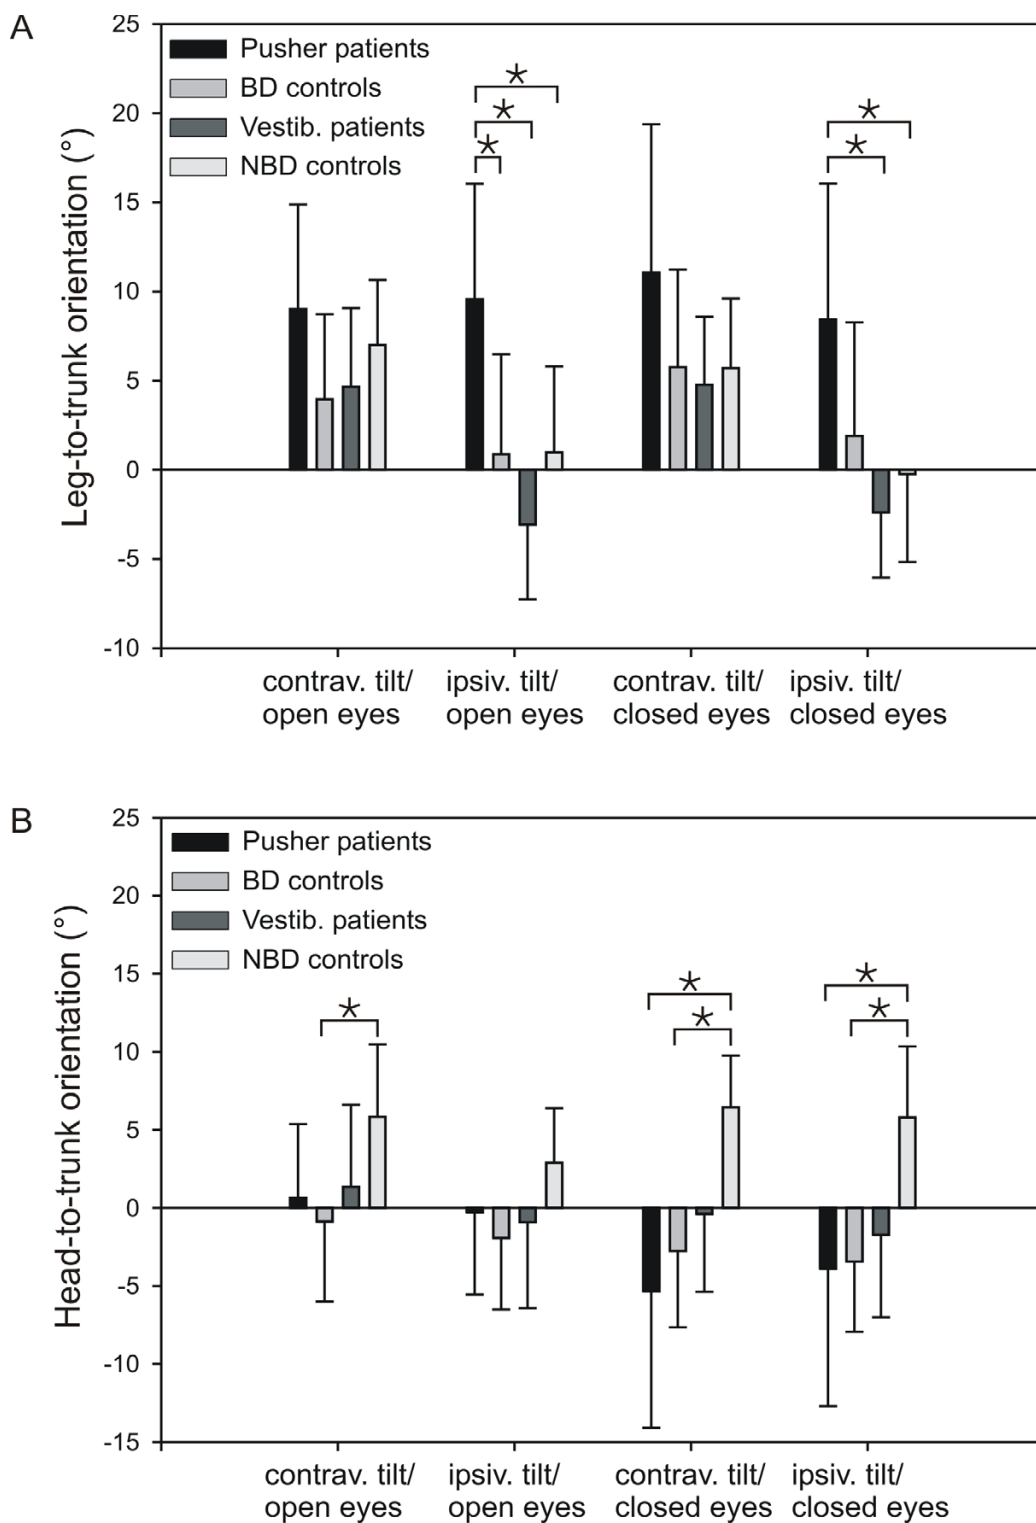 A
Leg-to-trunk orientation (°)
25
20
15
10
5
0
-5
-10
Pusher patients
BD controls
Vestib. patients
NBD controls
contrav. tilt/
open eyes
ipsiv. tilt/
open eyes
contrav. tilt/
closed eyes
ipsiv. tilt/
closed eyes
B
Head-to-trunk orientation (°)
25
20
15
10
5
0
-5
-10
-15
Pusher patients
BD controls
Vestib. patients
NBD controls
contrav. tilt/
open eyes
ipsiv. tilt/
open eyes
contrav. tilt/
closed eyes
ipsiv. tilt/
closed eyes